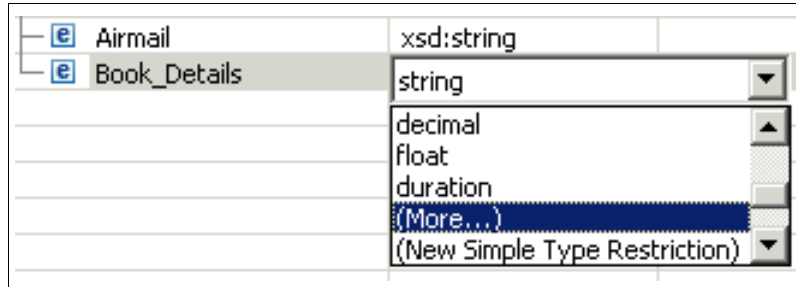 e Airmail xsd:string
e Book_Details string
decimal
float
duration
(More...)
(New Simple Type Restriction)